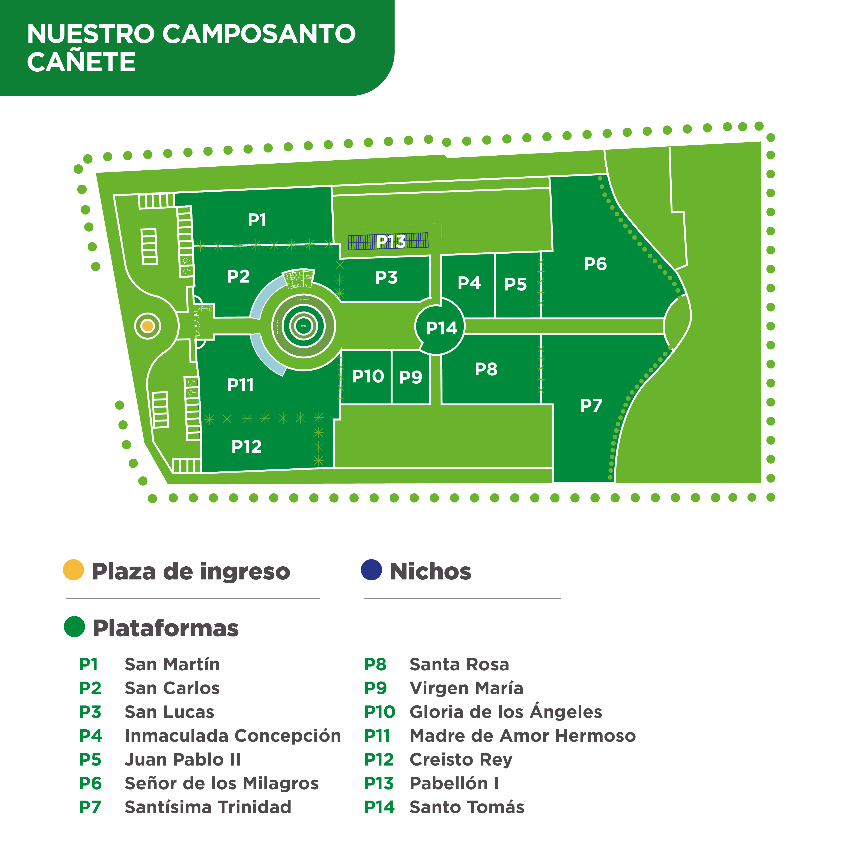 NUESTRO CAMPOSANTO
CAÑETE
P1
P13
P2
P3
P4
P5
P6
P14
P11
P10
P9
P8
P7
P12
Plaza de ingreso
Nichos
Plataformas
P1 San Martín
P2 San Carlos
P3 San Lucas
P4 Inmaculada Concepción
P5 Juan Pablo II
P6 Señor de los Milagros
P7 Santísima Trinidad
P8 Santa Rosa
P9 Virgen María
P10 Gloria de los Ángeles
P11 Madre de Amor Hermoso
P12 Creisto Rey
P13 Pabellón I
P14 Santo Tomás